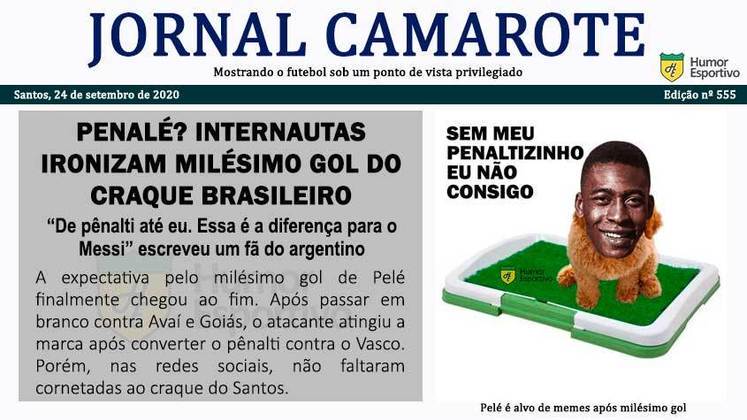 JORNAL CAMAROTE
Mostrando o futebol sob um ponto de vista privilegiado
Humor
Esportivo
Santos, 24 de setembro de 2020
Edição nº 555
PENALÉ? INTERNAUTAS
IRONIZAM MILÉSIMO GOL DO
CRAQUE BRASILEIRO
“De pênalti até eu. Essa é a diferença para o
Messi” escreveu um fã do argentino
A expectativa pelo milésimo gol de Pelé
finalmente chegou ao fim. Após passar em
branco contra Avaí e Goiás, o atacante atingiu a
marca após converter o pênalti contra o Vasco.
Porém, nas redes sociais, não faltaram
cornetadas ao craque do Santos.
Humor
Esportivo
SEM MEU
PENALTIZINHO
EU NÃO
CONSIGO
Humor
Esportivo
Pelé é alvo de memes após milésimo gol